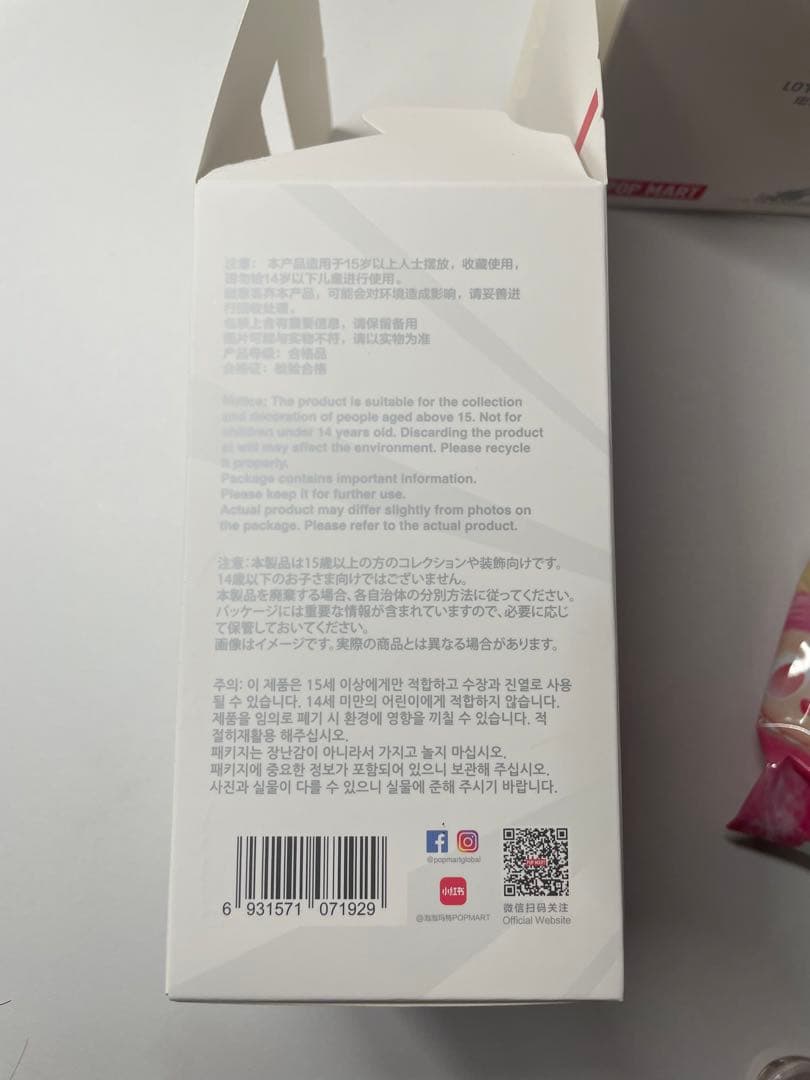 LOT
POP MART
注意：本产品适用于15岁以上人士摆放，收藏使用，
请勿给14岁以下儿童进行使用。
随意丢弃本产品，可能会对环境造成影响，请妥善进
行回收处理。
包装上含有重要信息，请保留备用
图片可能与实物不符，请以实物为准
产品等级：合格品
合格证：检验合格
Notice: The product is suitable for the collection
and decoration of people aged above 15. Not for
children under 14 years old. Discarding the product
at will may affect the environment. Please recycle
it properly.
Package contains important information.
Please keep it for further use.
Actual product may differ slightly from photos on
the package. Please refer to the actual product.
注意：本製品は15歳以上の方のコレクションや装飾向けです。
14歳以下のお子さま向けではございません。
本製品を廃棄する場合、各自治体の分別方法に従ってください。
パッケージには重要な情報が含まれていますので、必要に応じ
て保管しておいてください。
画像はイメージです。実際の商品とは異なる場合があります。
주의: 이 제품은 15세 이상에게만 적합하고 수장과 진열로 사용
될 수 있습니다. 14세 미만의 어린이에게 적합하지 않습니다.
제품을 임의로 폐기 시 환경에 영향을 끼칠 수 있습니다. 적
절히재활용 해주십시오.
패키지는 장난감이 아니라서 가지고 놀지 마십시오.
패키지에 중요한 정보가 포함되어 있으니 보관해 주십시오.
사진과 실물이 다를 수 있으니 실물에 준해 주시기 바랍니다.
6 931571 071929
@popmartglobal
小红书
@泡泡玛特POPMART
POP MART
微信扫码关注
Official Website